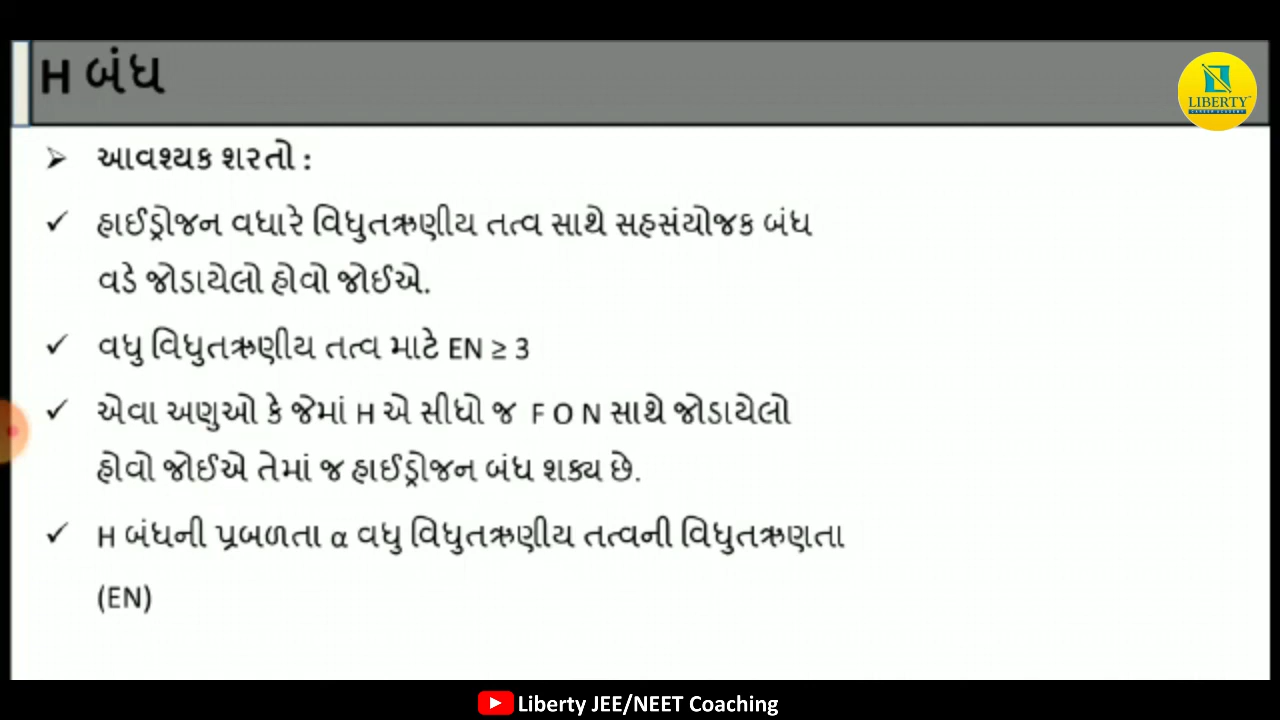 H બંધ
LIBERTY
➢ આવશ્યક શરતો :
✓ હાઈડ્રોજન વધારે વિધુતઋણીય તત્વ સાથે સહસંયોજક બંધ
વડે જોડાયેલો હોવો જોઈએ.
✓ વધુ વિધુતઋણીય તત્વ માટે EN ≥ 3
✓ એવા અણુઓ કે જેમાં H એ સીધો જ F O N સાથે જોડાયેલો
હોવો જોઈએ તેમાં જ હાઈડ્રોજન બંધ શક્ય છે.
✓ H બંધની પ્રબળતા α વધુ વિધુતઋણીય તત્વની વિધુતઋણતા
(EN)
Liberty JEE/NEET Coaching